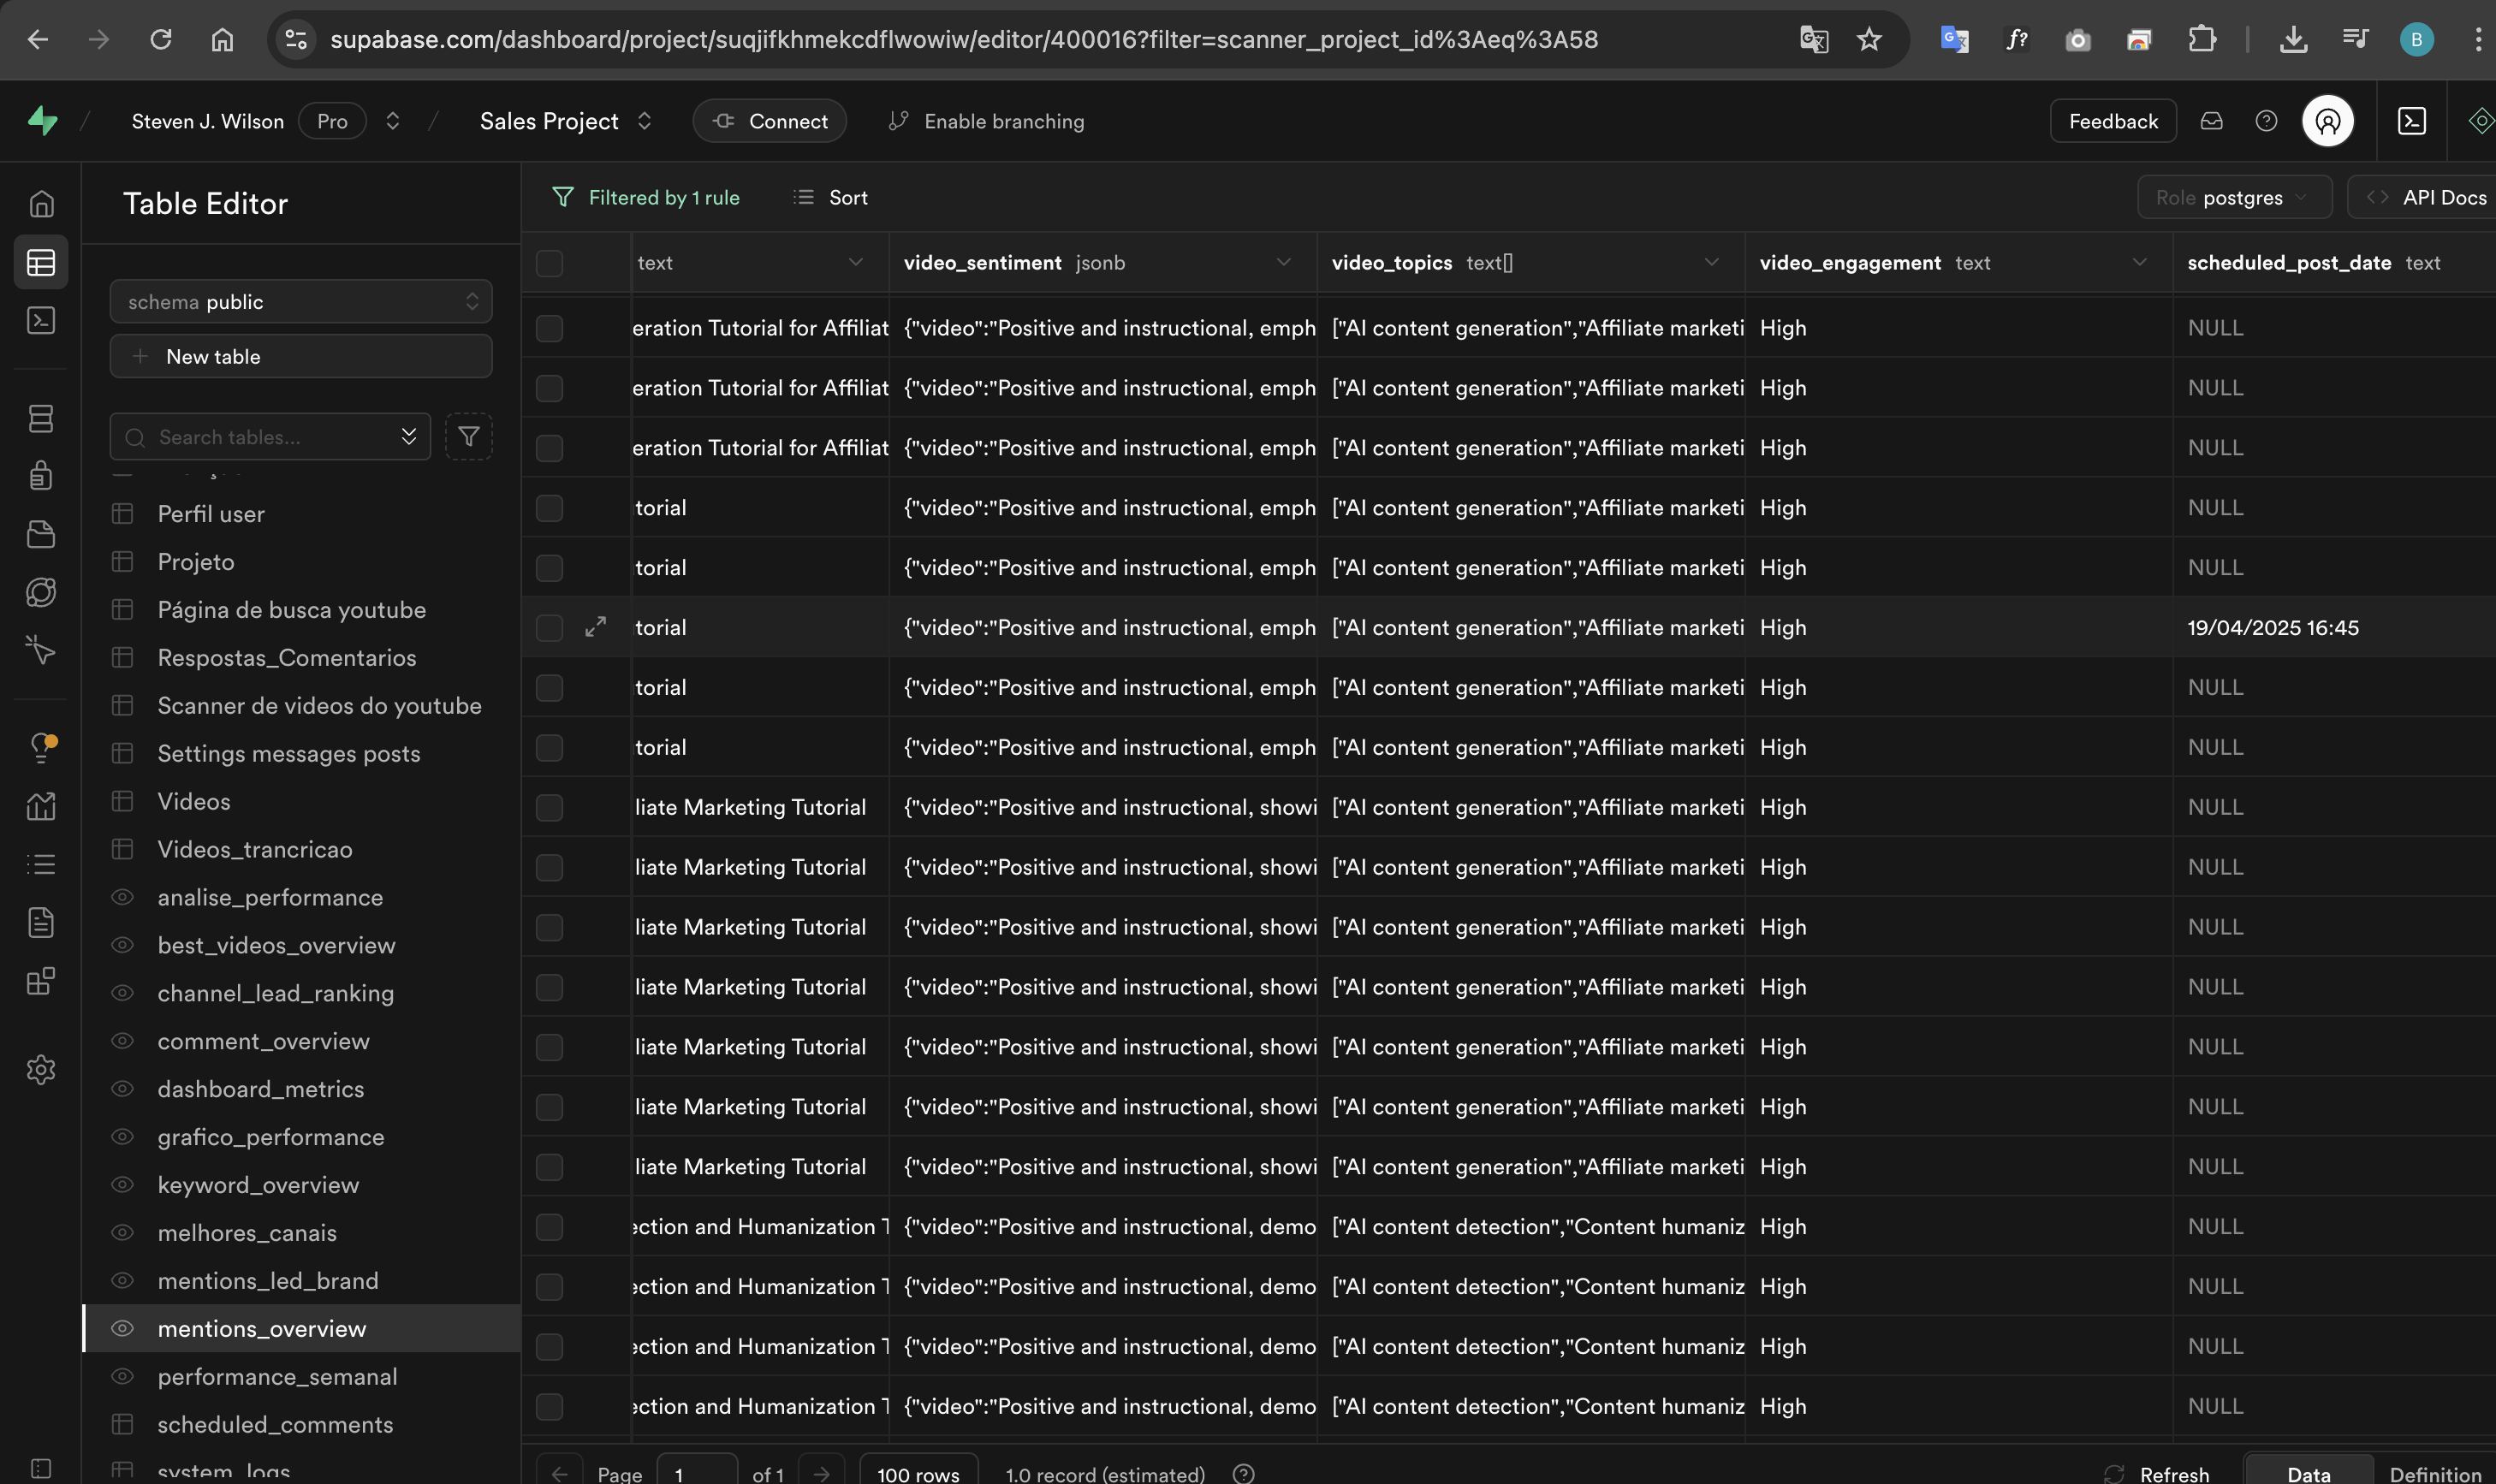 supabase.com/dashboard/project/suqjifkhmekcdflwowiw/editor/400016?filter=scanner_project_id%3Aeq%3A58
B
Steven J. Wilson
Pro
Sales Project
Connect
Enable branching
Feedback
Table Editor
schema public
New table
Search tables...
Perfil user
Projeto
Página de busca youtube
Respostas_Comentarios
Scanner de videos do youtube
Settings messages posts
Videos
Videos_trancricao
analise_performance
best_videos_overview
channel_lead_ranking
comment_overview
dashboard_metrics
grafico_performance
keyword_overview
melhores_canais
mentions_led_brand
mentions_overview
performance_semanal
scheduled_comments
system_logs
Filtered by 1 rule
Sort
Role postgres
API Docs
text video_sentiment jsonb video_topics text[] video_engagement text scheduled_post_date text
eration Tutorial for Affiliat {"video":"Positive and instructional, emph ["AI content generation","Affiliate marketi High NULL
eration Tutorial for Affiliat {"video":"Positive and instructional, emph ["AI content generation","Affiliate marketi High NULL
eration Tutorial for Affiliat {"video":"Positive and instructional, emph ["AI content generation","Affiliate marketi High NULL
torial {"video":"Positive and instructional, emph ["AI content generation","Affiliate marketi High NULL
torial {"video":"Positive and instructional, emph ["AI content generation","Affiliate marketi High NULL
torial {"video":"Positive and instructional, emph ["AI content generation","Affiliate marketi High 19/04/2025 16:45
torial {"video":"Positive and instructional, emph ["AI content generation","Affiliate marketi High NULL
torial {"video":"Positive and instructional, emph ["AI content generation","Affiliate marketi High NULL
liate Marketing Tutorial {"video":"Positive and instructional, showi ["AI content generation","Affiliate marketi High NULL
liate Marketing Tutorial {"video":"Positive and instructional, showi ["AI content generation","Affiliate marketi High NULL
liate Marketing Tutorial {"video":"Positive and instructional, showi ["AI content generation","Affiliate marketi High NULL
liate Marketing Tutorial {"video":"Positive and instructional, showi ["AI content generation","Affiliate marketi High NULL
liate Marketing Tutorial {"video":"Positive and instructional, showi ["AI content generation","Affiliate marketi High NULL
liate Marketing Tutorial {"video":"Positive and instructional, showi ["AI content generation","Affiliate marketi High NULL
liate Marketing Tutorial {"video":"Positive and instructional, showi ["AI content generation","Affiliate marketi High NULL
ection and Humanization T {"video":"Positive and instructional, demo ["AI content detection","Content humaniz High NULL
ection and Humanization T {"video":"Positive and instructional, demo ["AI content detection","Content humaniz High NULL
ection and Humanization T {"video":"Positive and instructional, demo ["AI content detection","Content humaniz High NULL
ection and Humanization T {"video":"Positive and instructional, demo ["AI content detection","Content humaniz High NULL
Page 1 of 1 100 rows 1.0 record (estimated) Refresh Data Definition